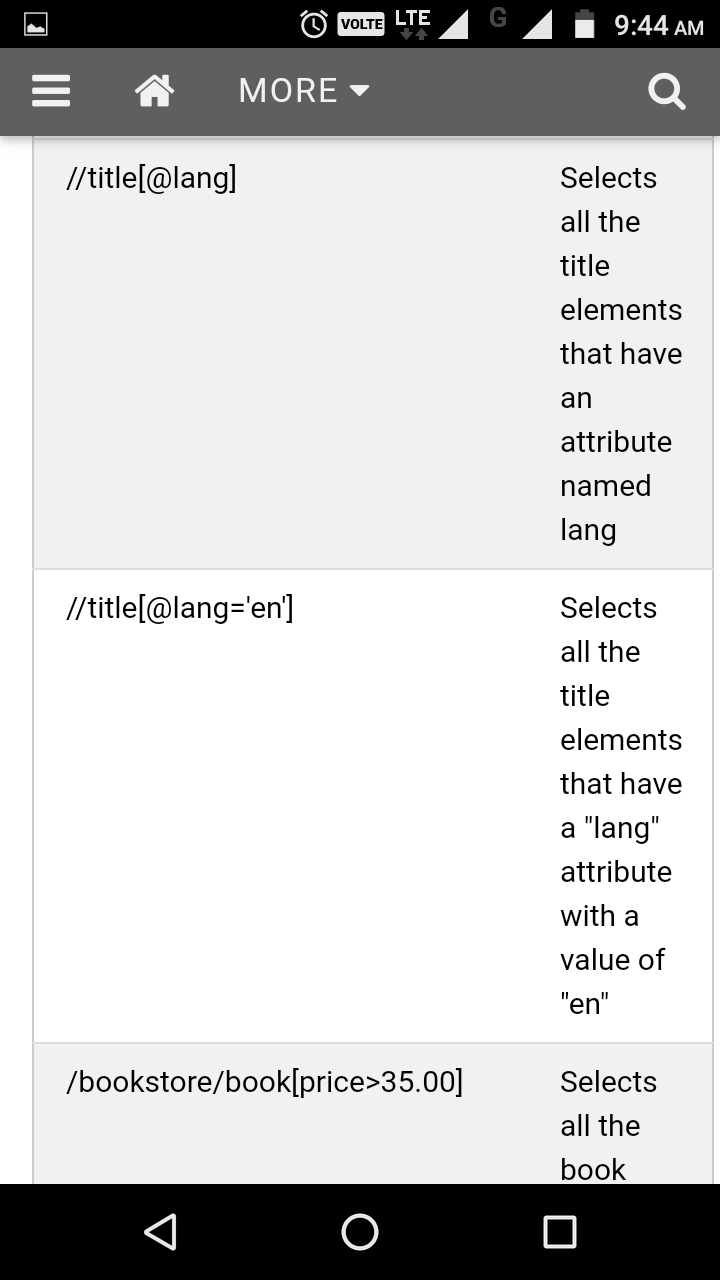 VOLTE LTE G 9:44 AM
MORE
//title[@lang]
Selects
all the
title
elements
that have
an
attribute
named
lang
//title[@lang='en']
Selects
all the
title
elements
that have
a "lang"
attribute
with a
value of
"en"
/bookstore/book[price>35.00]
Selects
all the
book